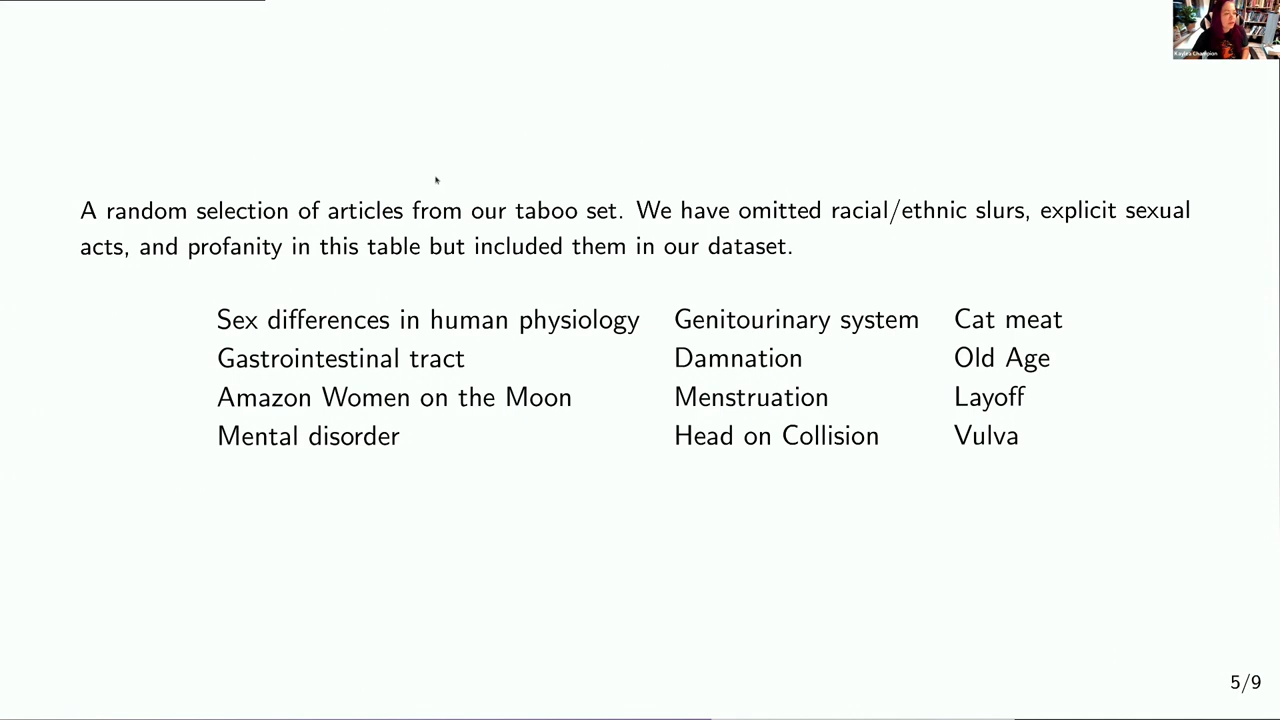 Kaylea Champion
A random selection of articles from our taboo set. We have omitted racial/ethnic slurs, explicit sexual
acts, and profanity in this table but included them in our dataset.
Sex differences in human physiology Genitourinary system Cat meat
Gastrointestinal tract Damnation Old Age
Amazon Women on the Moon Menstruation Layoff
Mental disorder Head on Collision Vulva
5/9